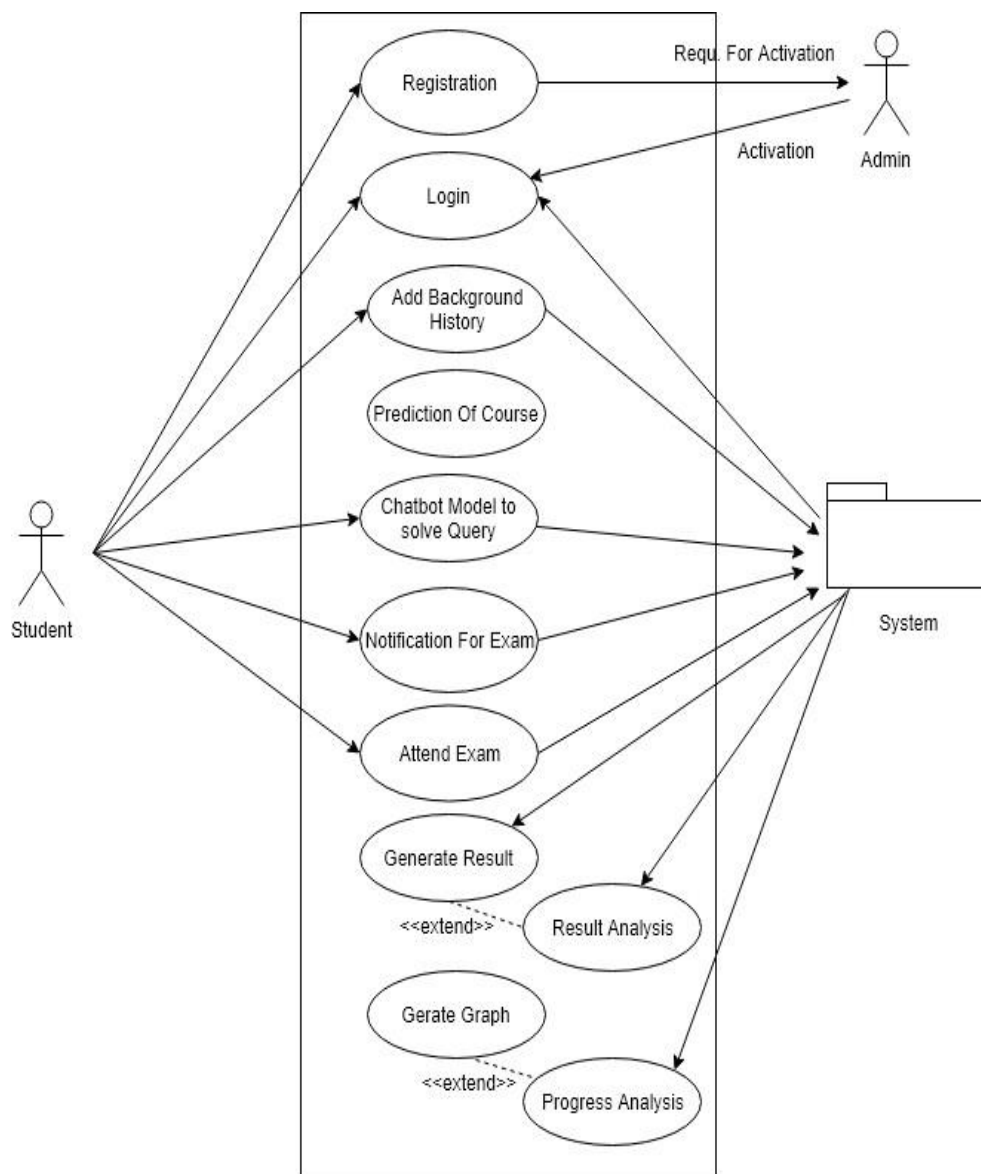 Registration
Requ. For Activation
Admin
Activation
Login
Add Background
History
Prediction Of Course
Chatbot Model to
solve Query
Student
System
Notification For Exam
Attend Exam
Generate Result
<<extend>>
Result Analysis
Gerate Graph
<<extend>>
Progress Analysis